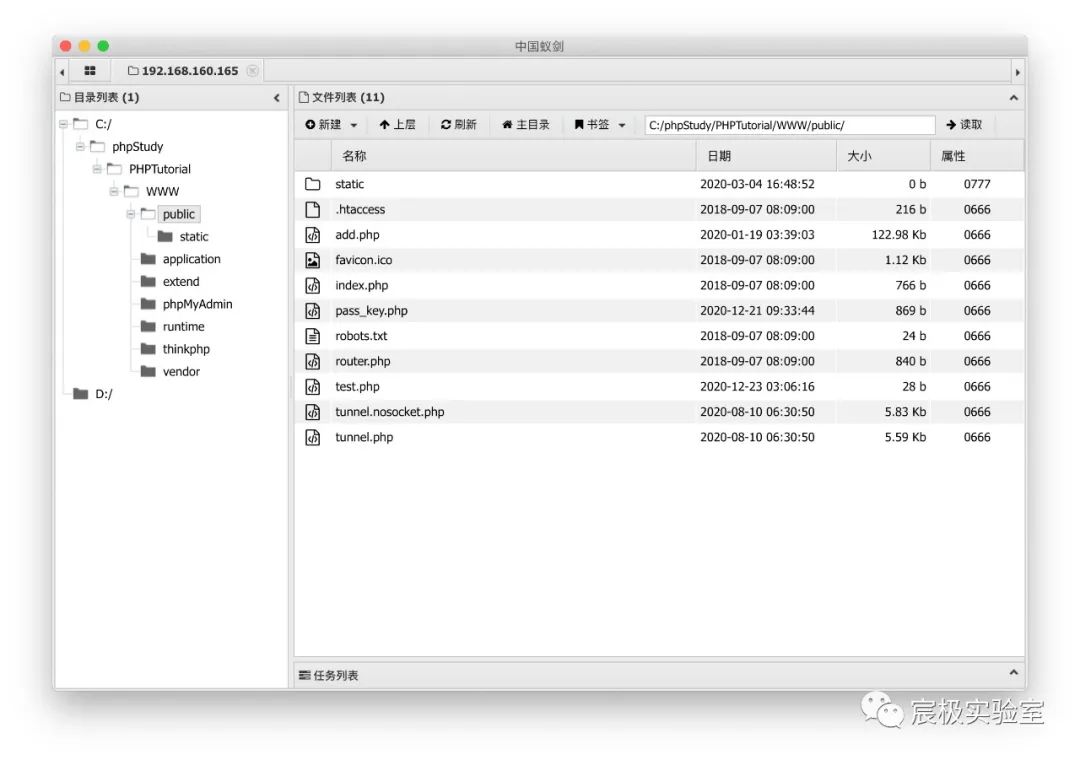 中国蚁剑
192.168.160.165
目录列表 (1)
C:/
phpStudy
PHPTutorial
WWW
public
static
application
extend
phpMyAdmin
runtime
thinkphp
vendor
D:/
文件列表 (11)
新建 上层 刷新 主目录 书签 C:/phpStudy/PHPTutorial/WWW/public/ 读取
名称 日期 大小 属性
static 2020-03-04 16:48:52 0 b 0777
.htaccess 2018-09-07 08:09:00 216 b 0666
add.php 2020-01-19 03:39:03 122.98 Kb 0666
favicon.ico 2018-09-07 08:09:00 1.12 Kb 0666
index.php 2018-09-07 08:09:00 766 b 0666
pass_key.php 2020-12-21 09:33:44 869 b 0666
robots.txt 2018-09-07 08:09:00 24 b 0666
router.php 2018-09-07 08:09:00 840 b 0666
test.php 2020-12-23 03:06:16 28 b 0666
tunnel.nosocket.php 2020-08-10 06:30:50 5.83 Kb 0666
tunnel.php 2020-08-10 06:30:50 5.59 Kb 0666
任务列表
宸极实验室